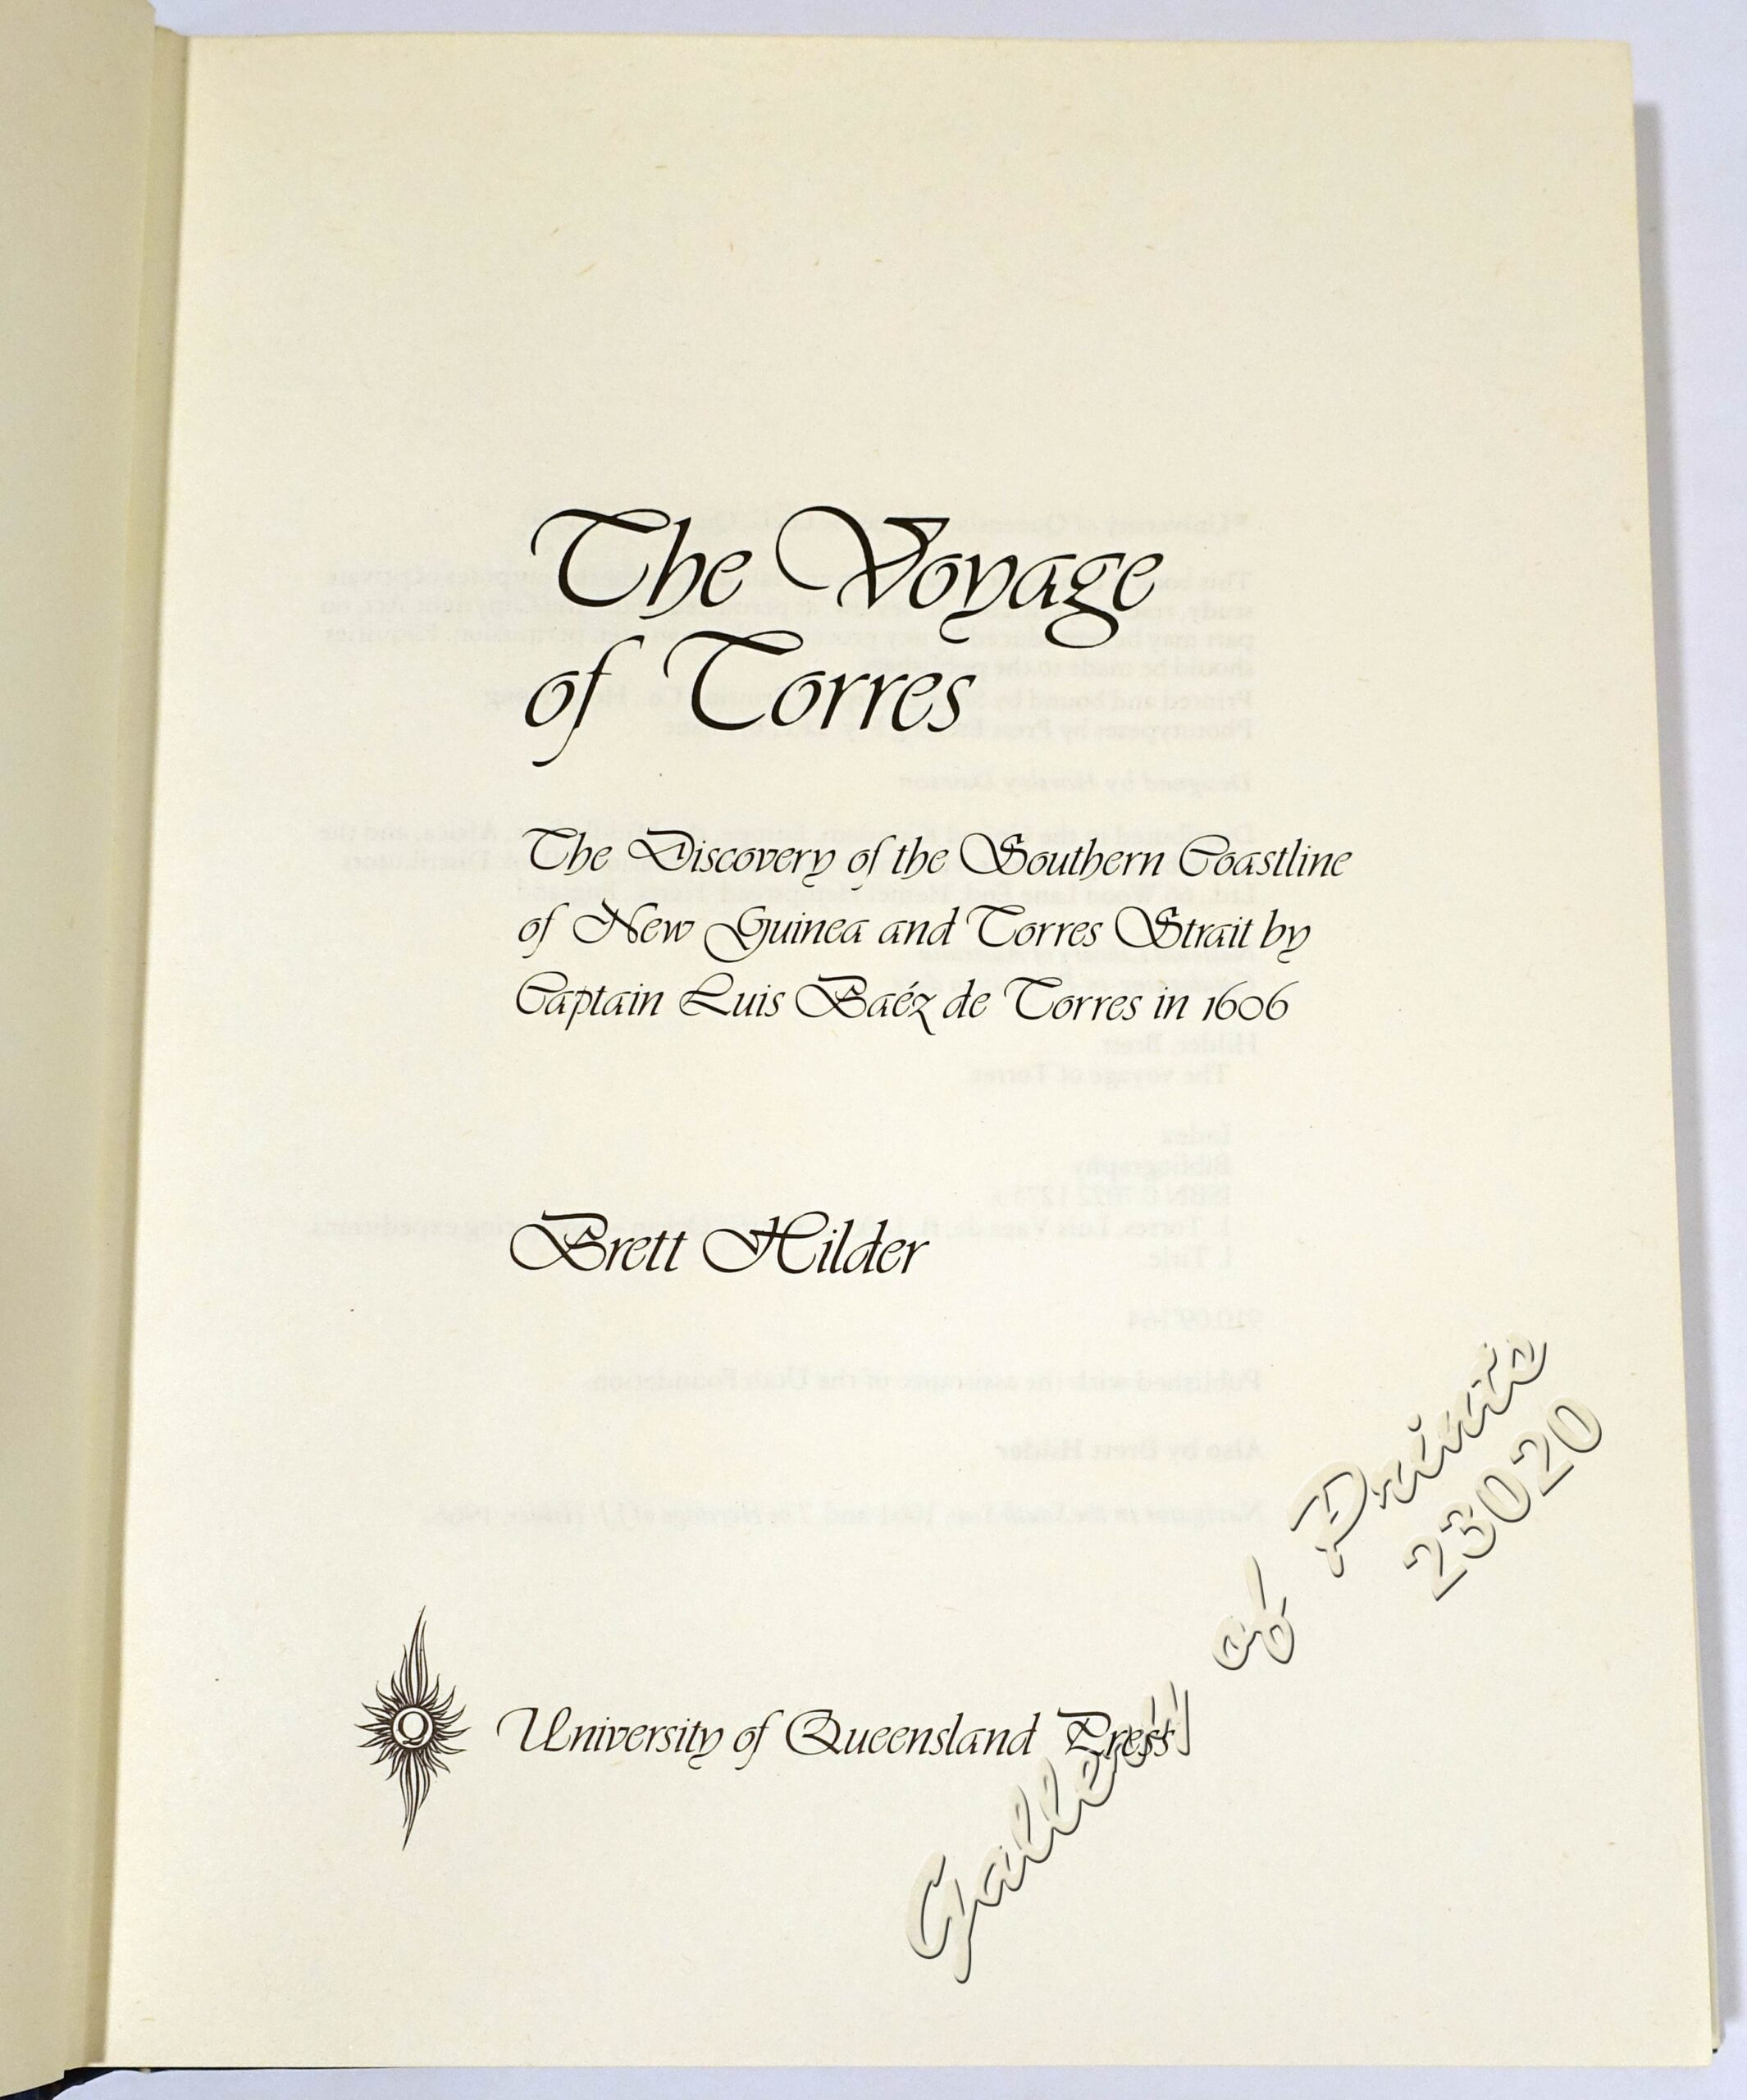 The Voyage
of Torres
The Discovery of the Southern Coastline
of New Guinea and Torres Strait by
Captain Luis Baéz de Torres in 1606
Brett Hilder
Q
University of Queensland Press
Gallery of Prints
23020